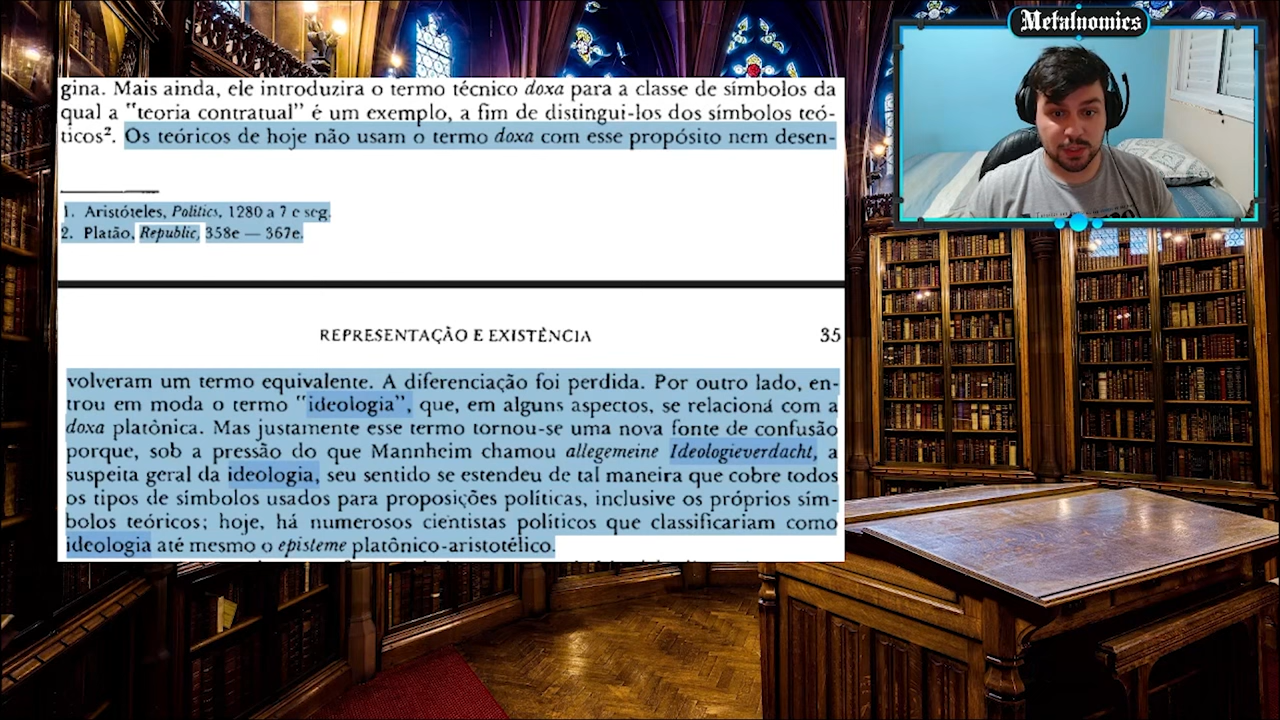 gina. Mais ainda, ele introduzira o termo técnico doxa para a classe de símbolos da
qual a "teoria contratual" é um exemplo, a fim de distingui-los dos símbolos teó-
ticos². Os teóricos de hoje não usam o termo doxa com esse propósito nem desen-
1. Aristóteles, Politics, 1280 a 7 e seg.
2. Platão, Republic, 358e — 367e.
REPRESENTAÇÃO E EXISTÊNCIA 35
volveram um termo equivalente. A diferenciação foi perdida. Por outro lado, en-
trou em moda o termo "ideologia", que, em alguns aspectos, se relaciona com a
doxa platônica. Mas justamente esse termo tornou-se uma nova fonte de confusão
porque, sob a pressão do que Mannheim chamou allegemeine Ideologieverdacht, a
suspeita geral da ideologia, seu sentido se estendeu de tal maneira que cobre todos
os tipos de símbolos usados para proposições políticas, inclusive os próprios sím-
bolos teóricos; hoje, há numerosos cientistas políticos que classificariam como
ideologia até mesmo o episteme platônico-aristotélico.
Metalnomics